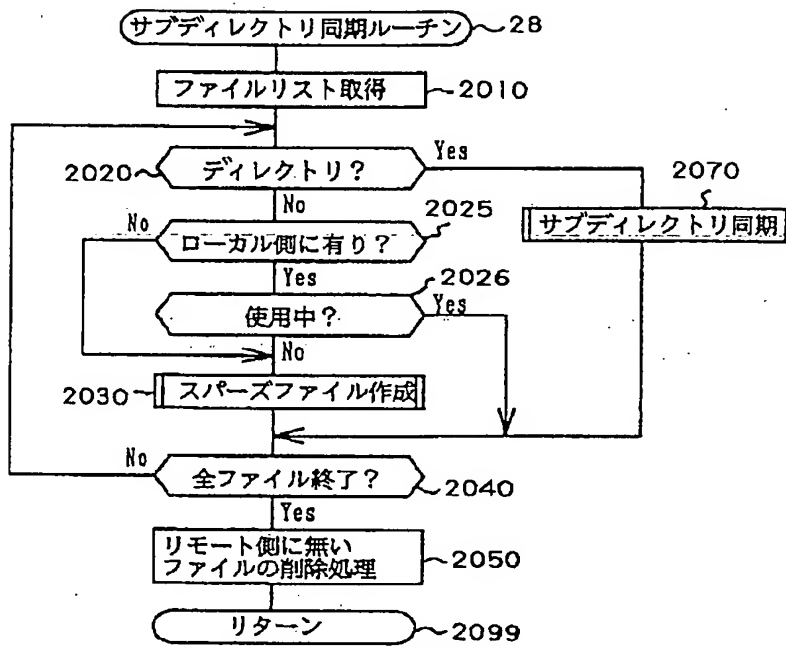 サブディレクトリ同期ルーチン 28
ファイルリスト取得 2010
2020 ディレクトリ? Yes
No
2070
サブディレクトリ同期
2025
No ローカル側に有り?
Yes
2026
使用中? Yes
No
2030 スパーズファイル作成
No
全ファイル終了? 2040
Yes
リモート側に無い
ファイルの削除処理 2050
リターン 2099